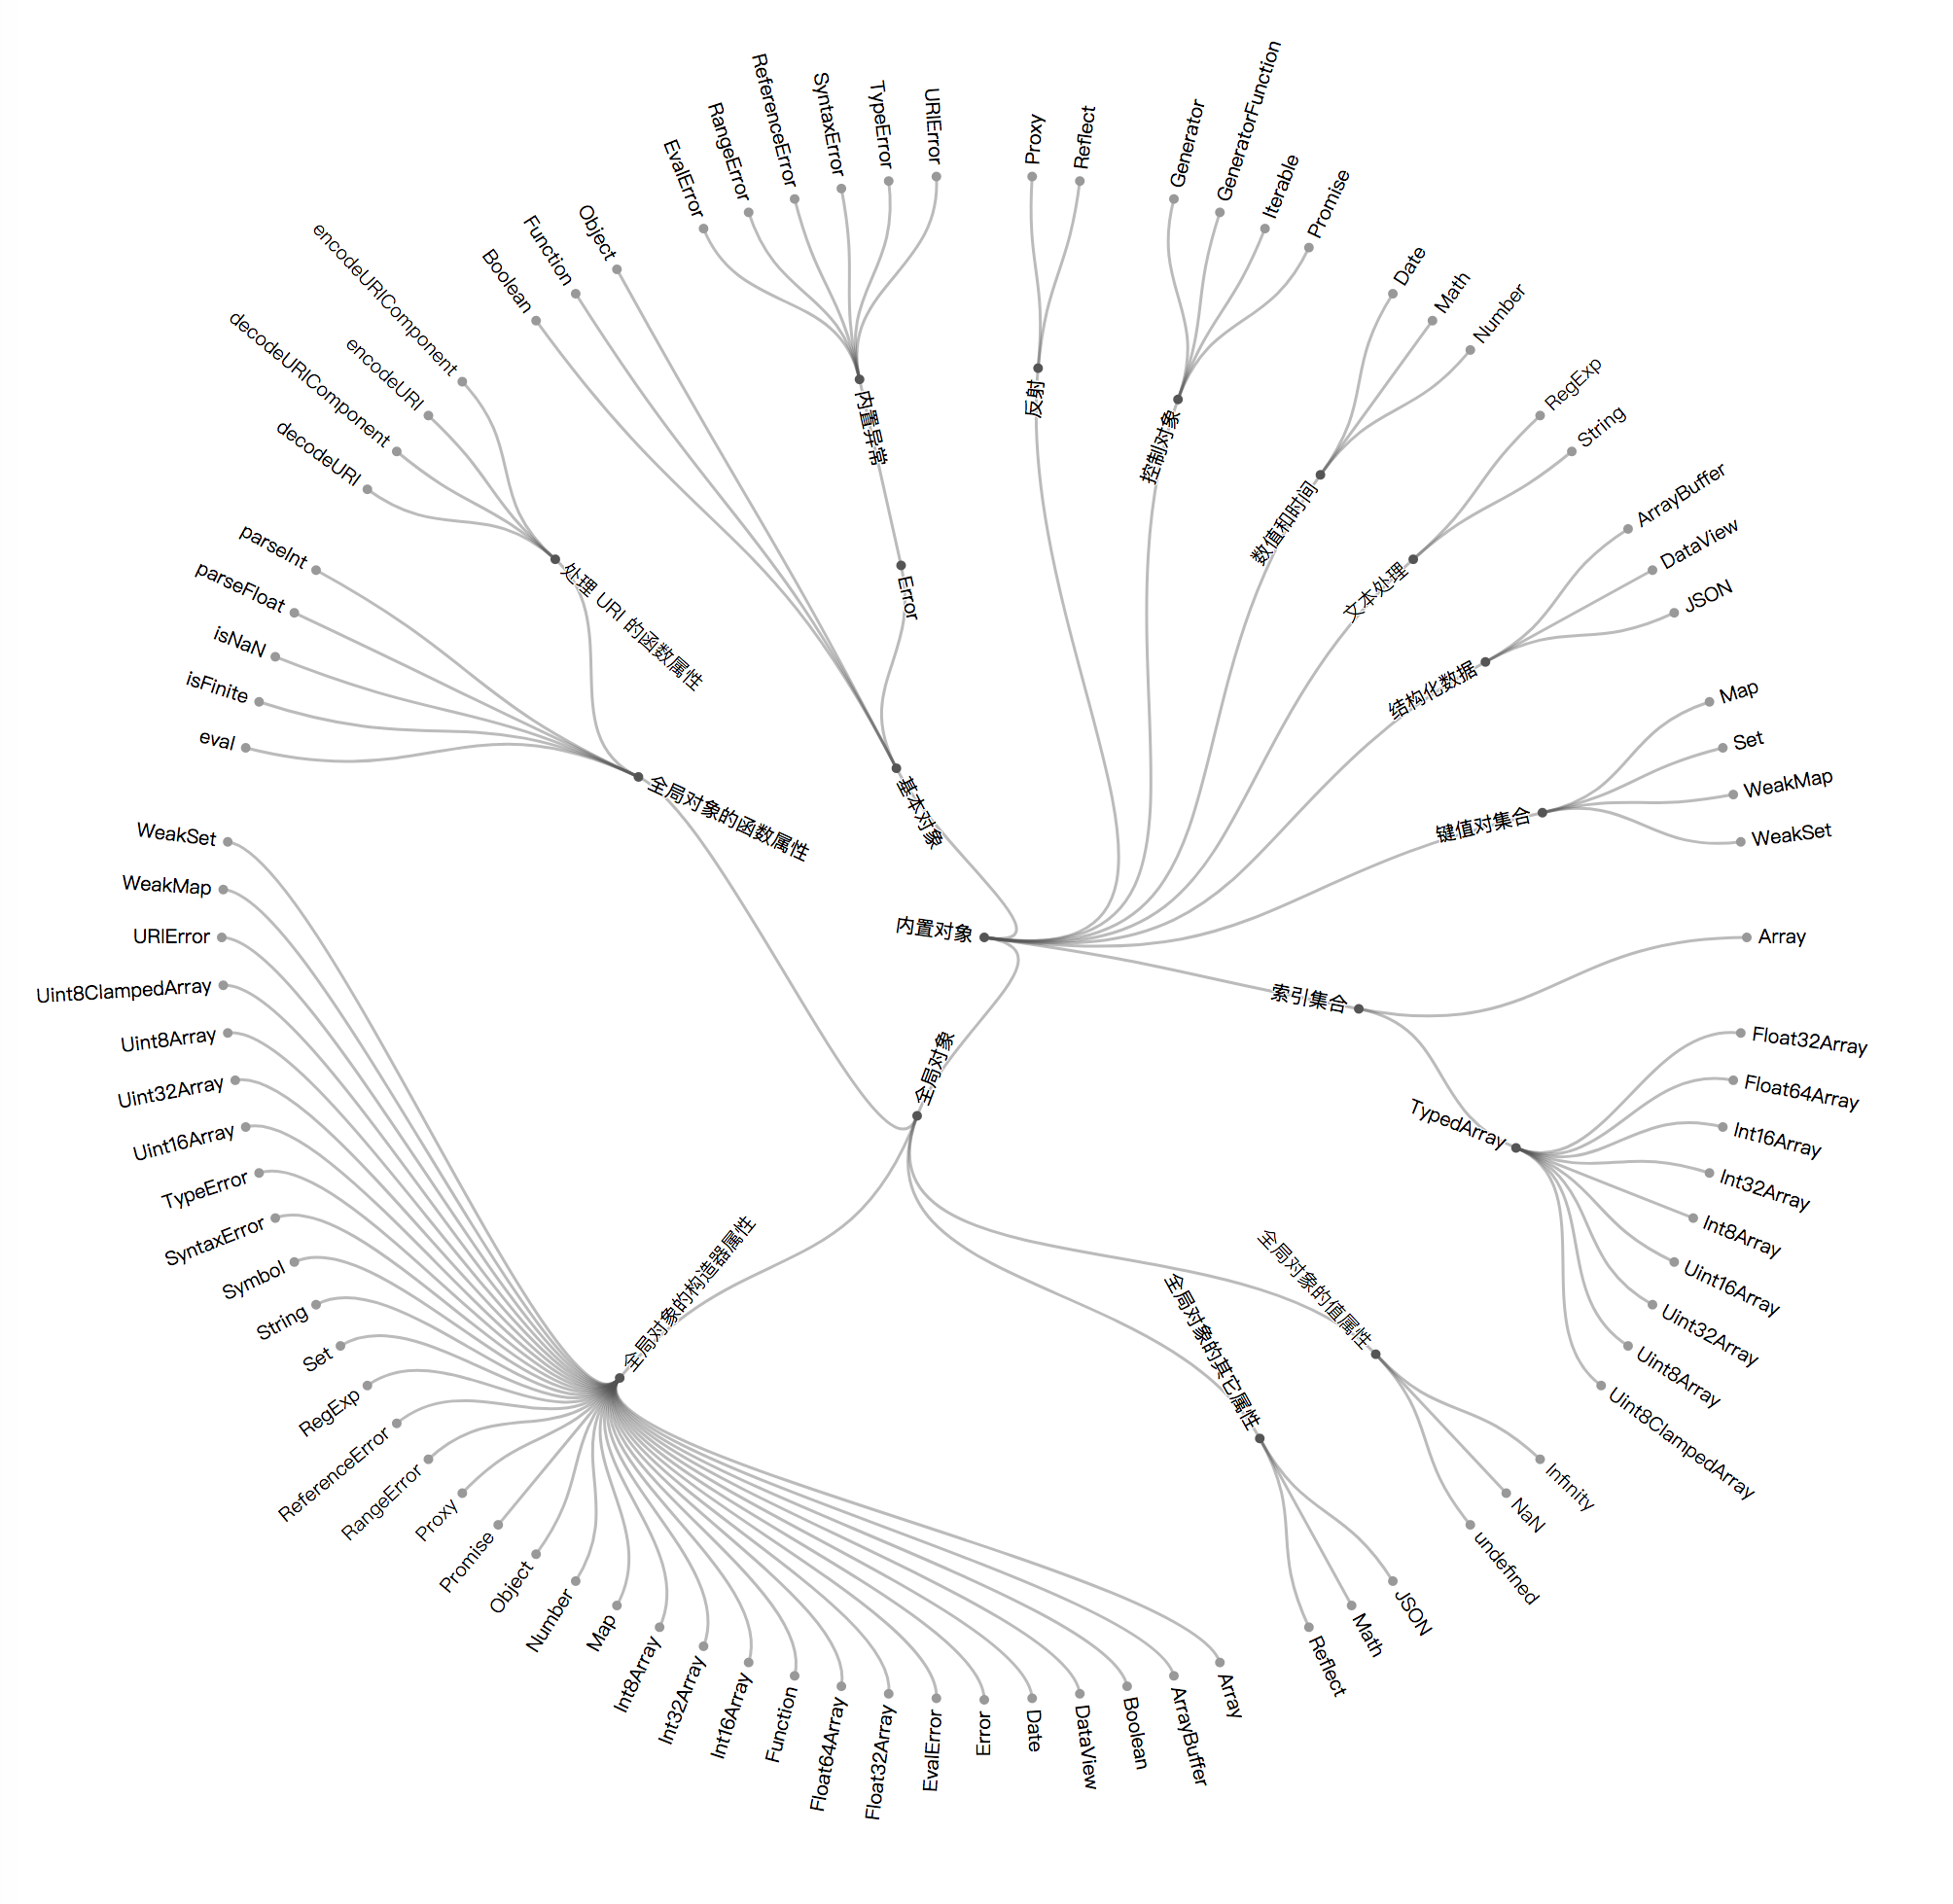 内置对象
键值对集合
Map
Set
WeakMap
WeakSet
结构化数据
ArrayBuffer
DataView
JSON
文本处理
RegExp
String
数值和时间
Date
Math
Number
控制对象
Generator
GeneratorFunction
Iterable
Promise
反射
Proxy
Reflect
基本对象
Error
内置异常
URIError
TypeError
SyntaxError
ReferenceError
RangeError
EvalError
Object
Function
Boolean
全局对象
全局对象的函数属性
处理 URI 的函数属性
encodeURIComponent
encodeURI
decodeURIComponent
decodeURI
parseInt
parseFloat
isNaN
isFinite
eval
全局对象的构造器属性
WeakSet
WeakMap
URIError
Uint8ClampedArray
Uint8Array
Uint32Array
Uint16Array
TypeError
SyntaxError
Symbol
String
Set
RegExp
ReferenceError
RangeError
Proxy
Promise
Object
Number
Map
Int8Array
Int32Array
Int16Array
Function
Float64Array
Float32Array
EvalError
Error
Date
DataView
Boolean
ArrayBuffer
Array
全局对象的其它属性
Reflect
Math
JSON
全局对象的值属性
undefined
NaN
Infinity
索引集合
Array
TypedArray
Float32Array
Float64Array
Int16Array
Int32Array
Int8Array
Uint16Array
Uint32Array
Uint8Array
Uint8ClampedArray